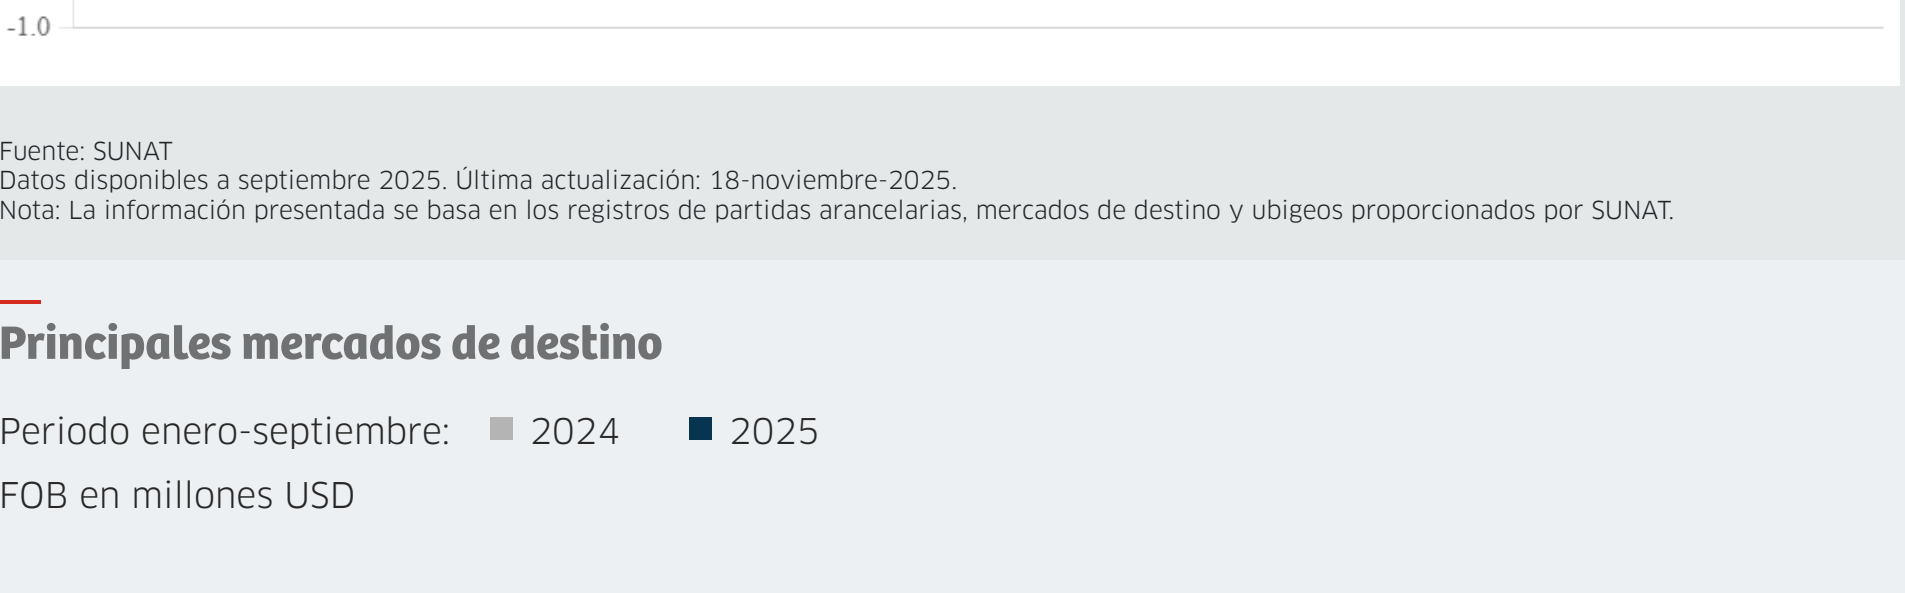 -1.0
Fuente: SUNAT
Datos disponibles a septiembre 2025. Última actualización: 18-noviembre-2025.
Nota: La información presentada se basa en los registros de partidas arancelarias, mercados de destino y ubigeos proporcionados por SUNAT.
Principales mercados de destino
Periodo enero-septiembre: 2024 2025
FOB en millones USD